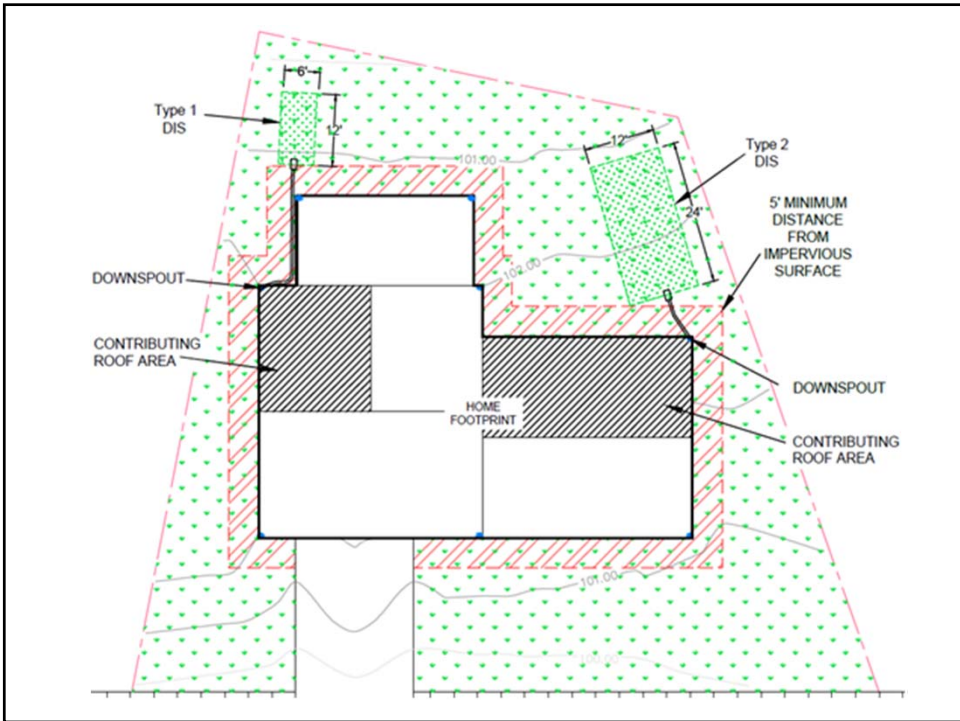 6'
Type 1
DIS
12'
101.00
12'
Type 2
DIS
24'
5' MINIMUM
DISTANCE
FROM
IMPERVIOUS
SURFACE
102.00
DOWNSPOUT
CONTRIBUTING
ROOF AREA
HOME
FOOTPRINT
DOWNSPOUT
CONTRIBUTING
ROOF AREA
101.00
100.00